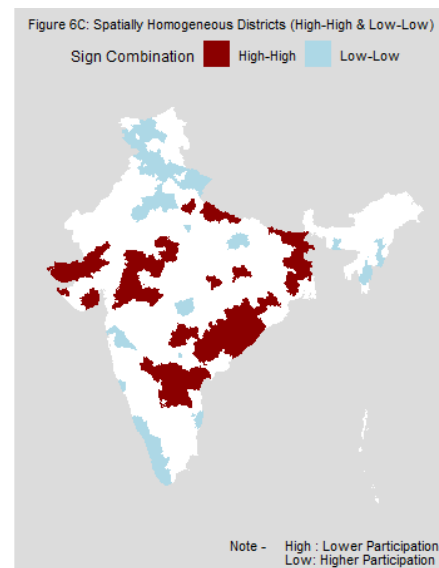 Figure 6C: Spatially Homogeneous Districts (High-High & Low-Low)
Sign Combination High-High Low-Low
Note - High : Lower Participation
Low: Higher Participation